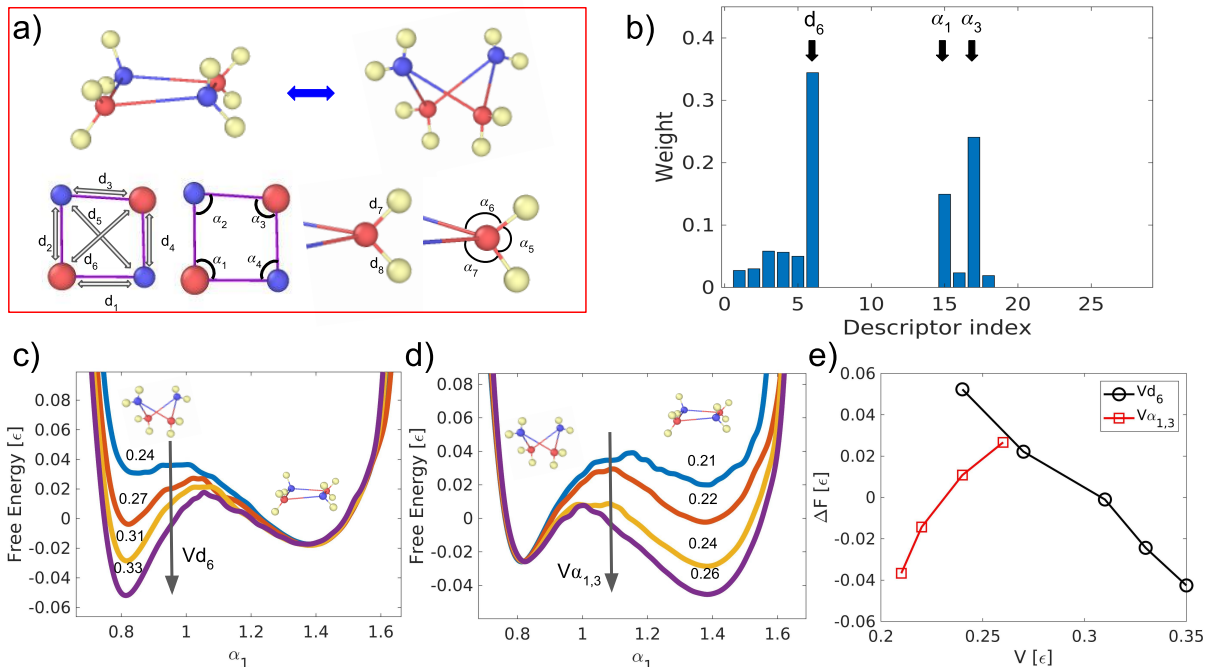 a)
d3
d2
d5
d4
d6
d1
α2
α3
α1
α4
d7
d8
α6
α5
α7
b)
d6
α1
α3
0.4
0.3
0.2
0.1
0
Weight
0
5
10
15
20
25
Descriptor index
c)
0.08
0.06
0.04
0.02
0
-0.02
-0.04
-0.06
Free Energy [ϵ]
0.24
0.27
0.31
0.33
Vd6
0.8
1
1.2
1.4
1.6
α1
d)
0.08
0.06
0.04
0.02
0
-0.02
-0.04
Free Energy [ϵ]
0.21
0.22
0.24
0.26
Vα1,3
0.8
1
1.2
1.4
1.6
α1
e)
0.06
0.04
0.02
0
-0.02
-0.04
-0.06
ΔF [ϵ]
Vd6
Vα1,3
0.2
0.25
0.3
0.35
V [ϵ]